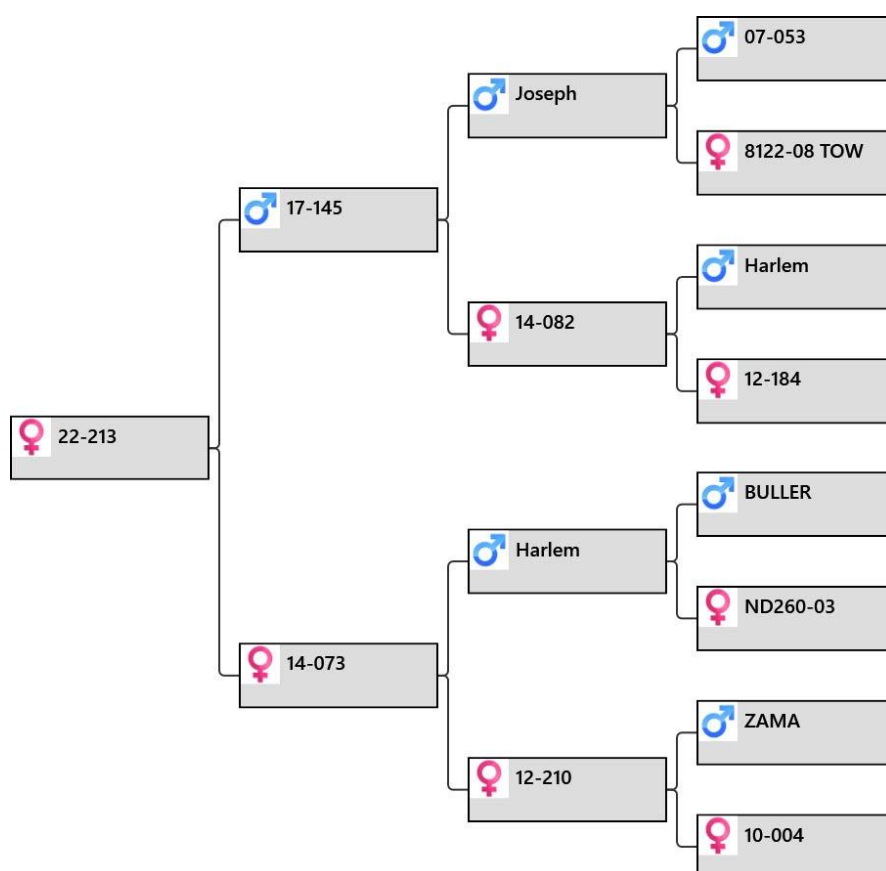 07-053
Joseph
8122-08 TOW
17-145
Harlem
14-082
12-184
22-213
BULLER
Harlem
ND260-03
14-073
ZAMA
12-210
10-004